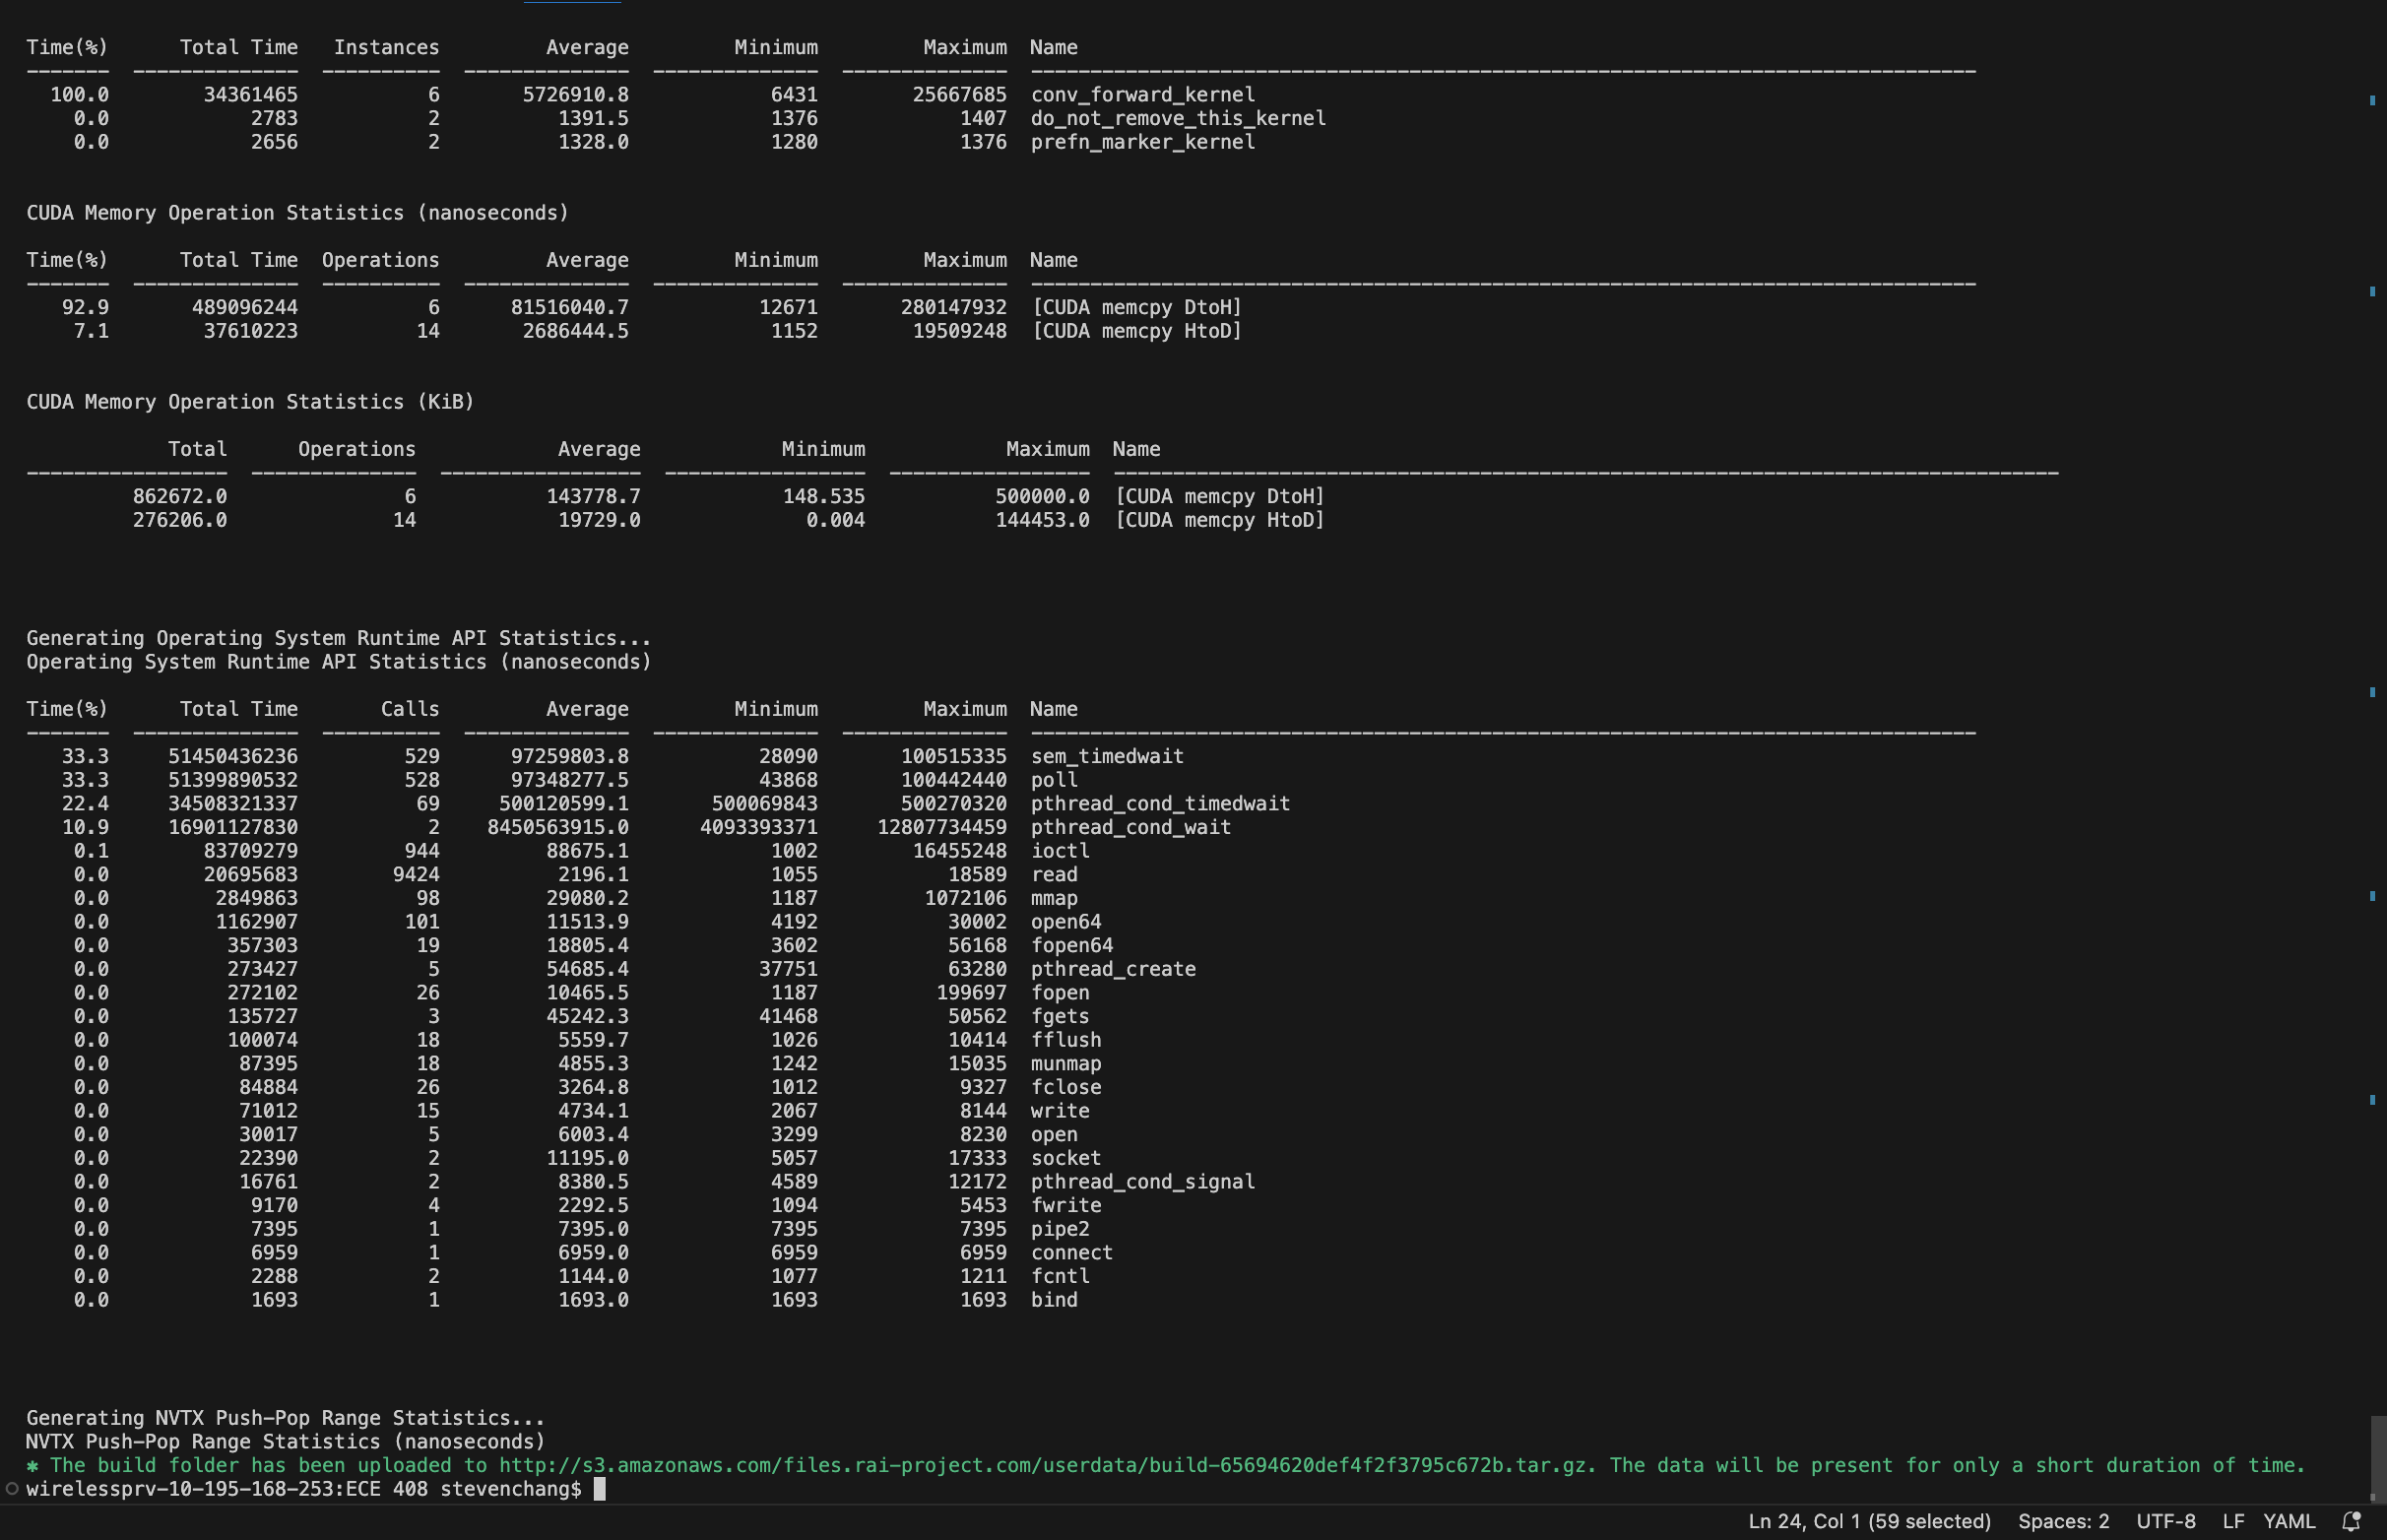 Time(%)      Total Time   Instances         Average         Minimum         Maximum  Name
-------  --------------  ----------  --------------  --------------  --------------  --------------------------------------------------------------------------------
  100.0        34361465           6       5726910.8            6431        25667685  conv_forward_kernel
    0.0            2783           2          1391.5            1376            1407  do_not_remove_this_kernel
    0.0            2656           2          1328.0            1280            1376  prefn_marker_kernel
CUDA Memory Operation Statistics (nanoseconds)
Time(%)      Total Time  Operations         Average         Minimum         Maximum  Name
-------  --------------  ----------  --------------  --------------  --------------  --------------------------------------------------------------------------------
   92.9       489096244           6      81516040.7           12671       280147932  [CUDA memcpy DtoH]
    7.1        37610223          14       2686444.5            1152        19509248  [CUDA memcpy HtoD]
CUDA Memory Operation Statistics (KiB)
            Total      Operations            Average            Minimum            Maximum  Name
-----------------  --------------  -----------------  -----------------  -----------------  --------------------------------------------------------------------------------
         862672.0               6           143778.7            148.535           500000.0  [CUDA memcpy DtoH]
         276206.0              14            19729.0              0.004           144453.0  [CUDA memcpy HtoD]
Generating Operating System Runtime API Statistics...
Operating System Runtime API Statistics (nanoseconds)
Time(%)      Total Time       Calls         Average         Minimum         Maximum  Name
-------  --------------  ----------  --------------  --------------  --------------  --------------------------------------------------------------------------------
   33.3     51450436236         529      97259803.8           28090       100515335  sem_timedwait
   33.3     51399890532         528      97348277.5           43868       100442440  poll
   22.4     34508321337          69     500120599.1       500069843       500270320  pthread_cond_timedwait
   10.9     16901127830           2    8450563915.0      4093393371     12807734459  pthread_cond_wait
    0.1        83709279         944         88675.1            1002        16455248  ioctl
    0.0        20695683        9424          2196.1            1055           18589  read
    0.0         2849863          98         29080.2            1187         1072106  mmap
    0.0         1162907         101         11513.9            4192           30002  open64
    0.0          357303          19         18805.4            3602           56168  fopen64
    0.0          273427           5         54685.4           37751           63280  pthread_create
    0.0          272102          26         10465.5            1187          199697  fopen
    0.0          135727           3         45242.3           41468           50562  fgets
    0.0          100074          18          5559.7            1026           10414  fflush
    0.0           87395          18          4855.3            1242           15035  munmap
    0.0           84884          26          3264.8            1012            9327  fclose
    0.0           71012          15          4734.1            2067            8144  write
    0.0           30017           5          6003.4            3299            8230  open
    0.0           22390           2         11195.0            5057           17333  socket
    0.0           16761           2          8380.5            4589           12172  pthread_cond_signal
    0.0            9170           4          2292.5            1094            5453  fwrite
    0.0            7395           1          7395.0            7395            7395  pipe2
    0.0            6959           1          6959.0            6959            6959  connect
    0.0            2288           2          1144.0            1077            1211  fcntl
    0.0            1693           1          1693.0            1693            1693  bind
Generating NVTX Push-Pop Range Statistics...
NVTX Push-Pop Range Statistics (nanoseconds)
✱ The build folder has been uploaded to http://s3.amazonaws.com/files.rai-project.com/userdata/build-65694620def4f2f3795c672b.tar.gz. The data will be present for only a short duration of time.
wirelessprv-10-195-168-253:ECE 408 stevenchang$
Ln 24, Col 1 (59 selected)  Spaces: 2  UTF-8  LF  YAML